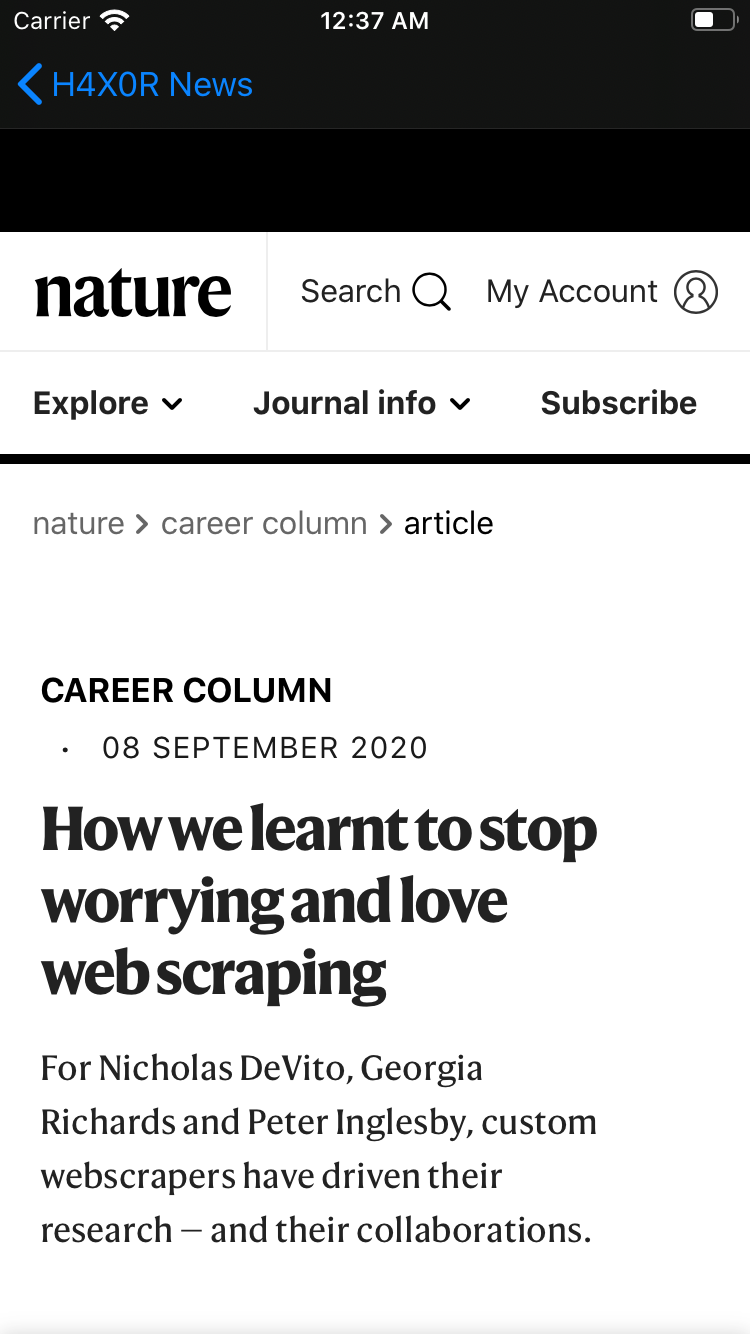 Carrier 12:37 AM
H4X0R News
nature Search My Account
Explore Journal info Subscribe
nature > career column > article
CAREER COLUMN
· 08 SEPTEMBER 2020
How we learnt to stop
worrying and love
web scraping
For Nicholas DeVito, Georgia
Richards and Peter Inglesby, custom
webscrapers have driven their
research — and their collaborations.